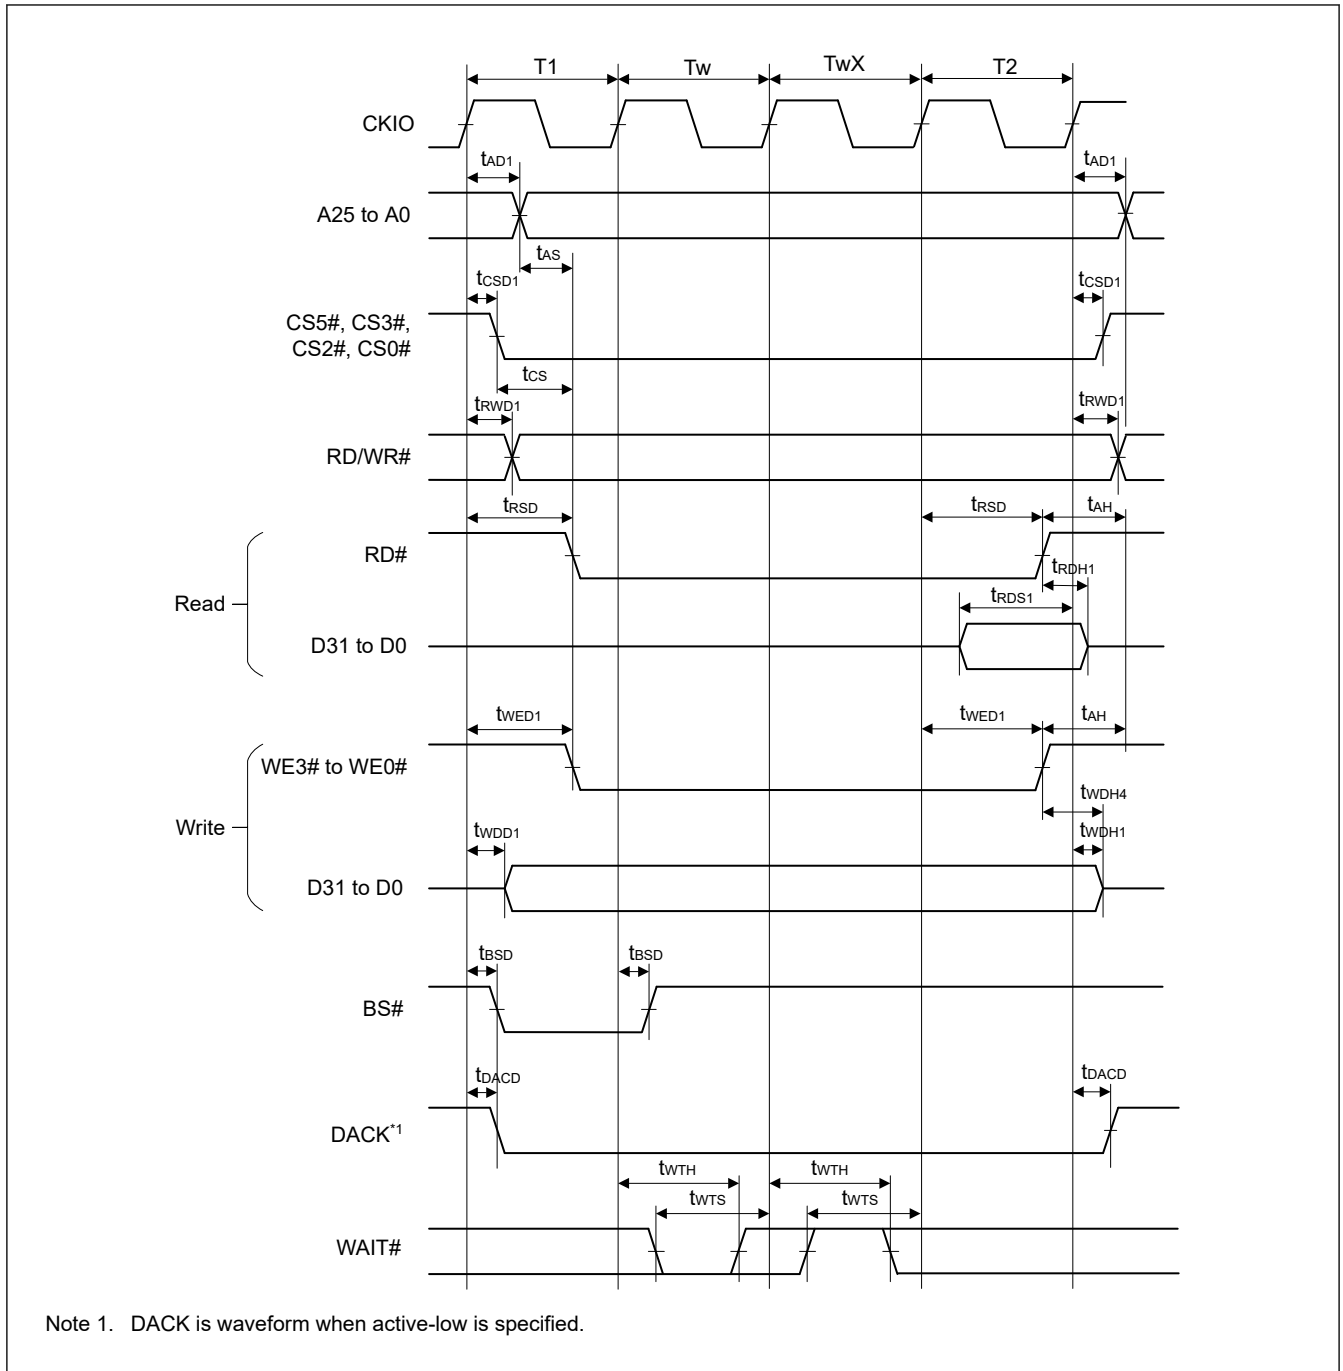 T1 Tw TwX T2
CKIO
tAD1 tAD1
A25 to A0
tAS
tCSD1 tCSD1
CS5#, CS3#,
CS2#, CS0#
tCS
tRWD1 tRWD1
RD/WR#
tRSD tRSD tAH
RD#
tRDH1
Read
tRDS1
D31 to D0
tWED1 tWED1 tAH
WE3# to WE0#
tWDH4
Write
tWDD1 tWDH1
D31 to D0
tBSD tBSD
BS#
tDACD tDACD
DACK*1
tWTH tWTH
tWTS tWTS
WAIT#
Note 1. DACK is waveform when active-low is specified.